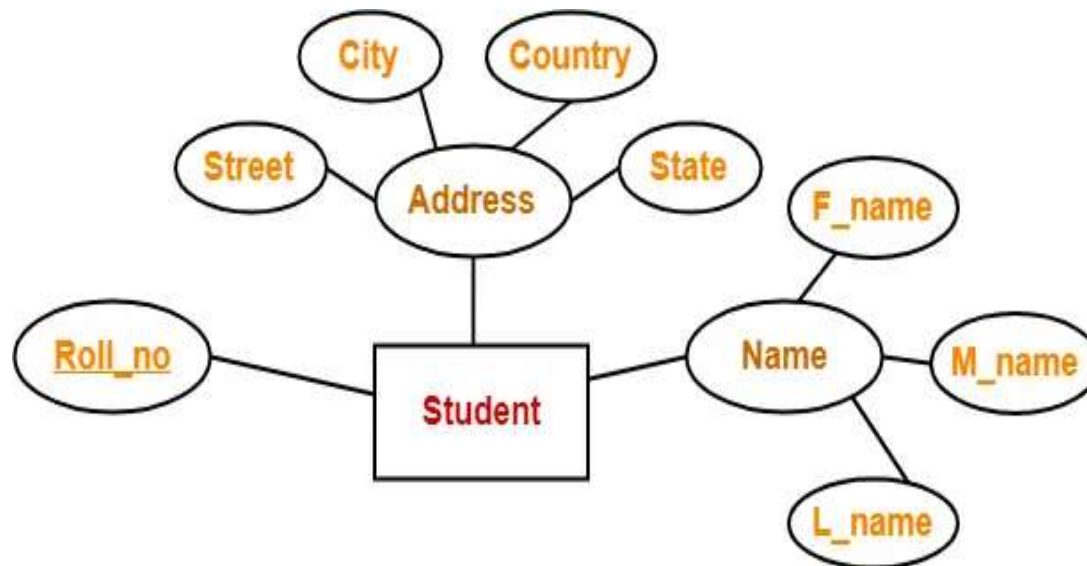 City
Country
Street
Address
State
F_name
Roll_no
Name
M_name
Student
L_name